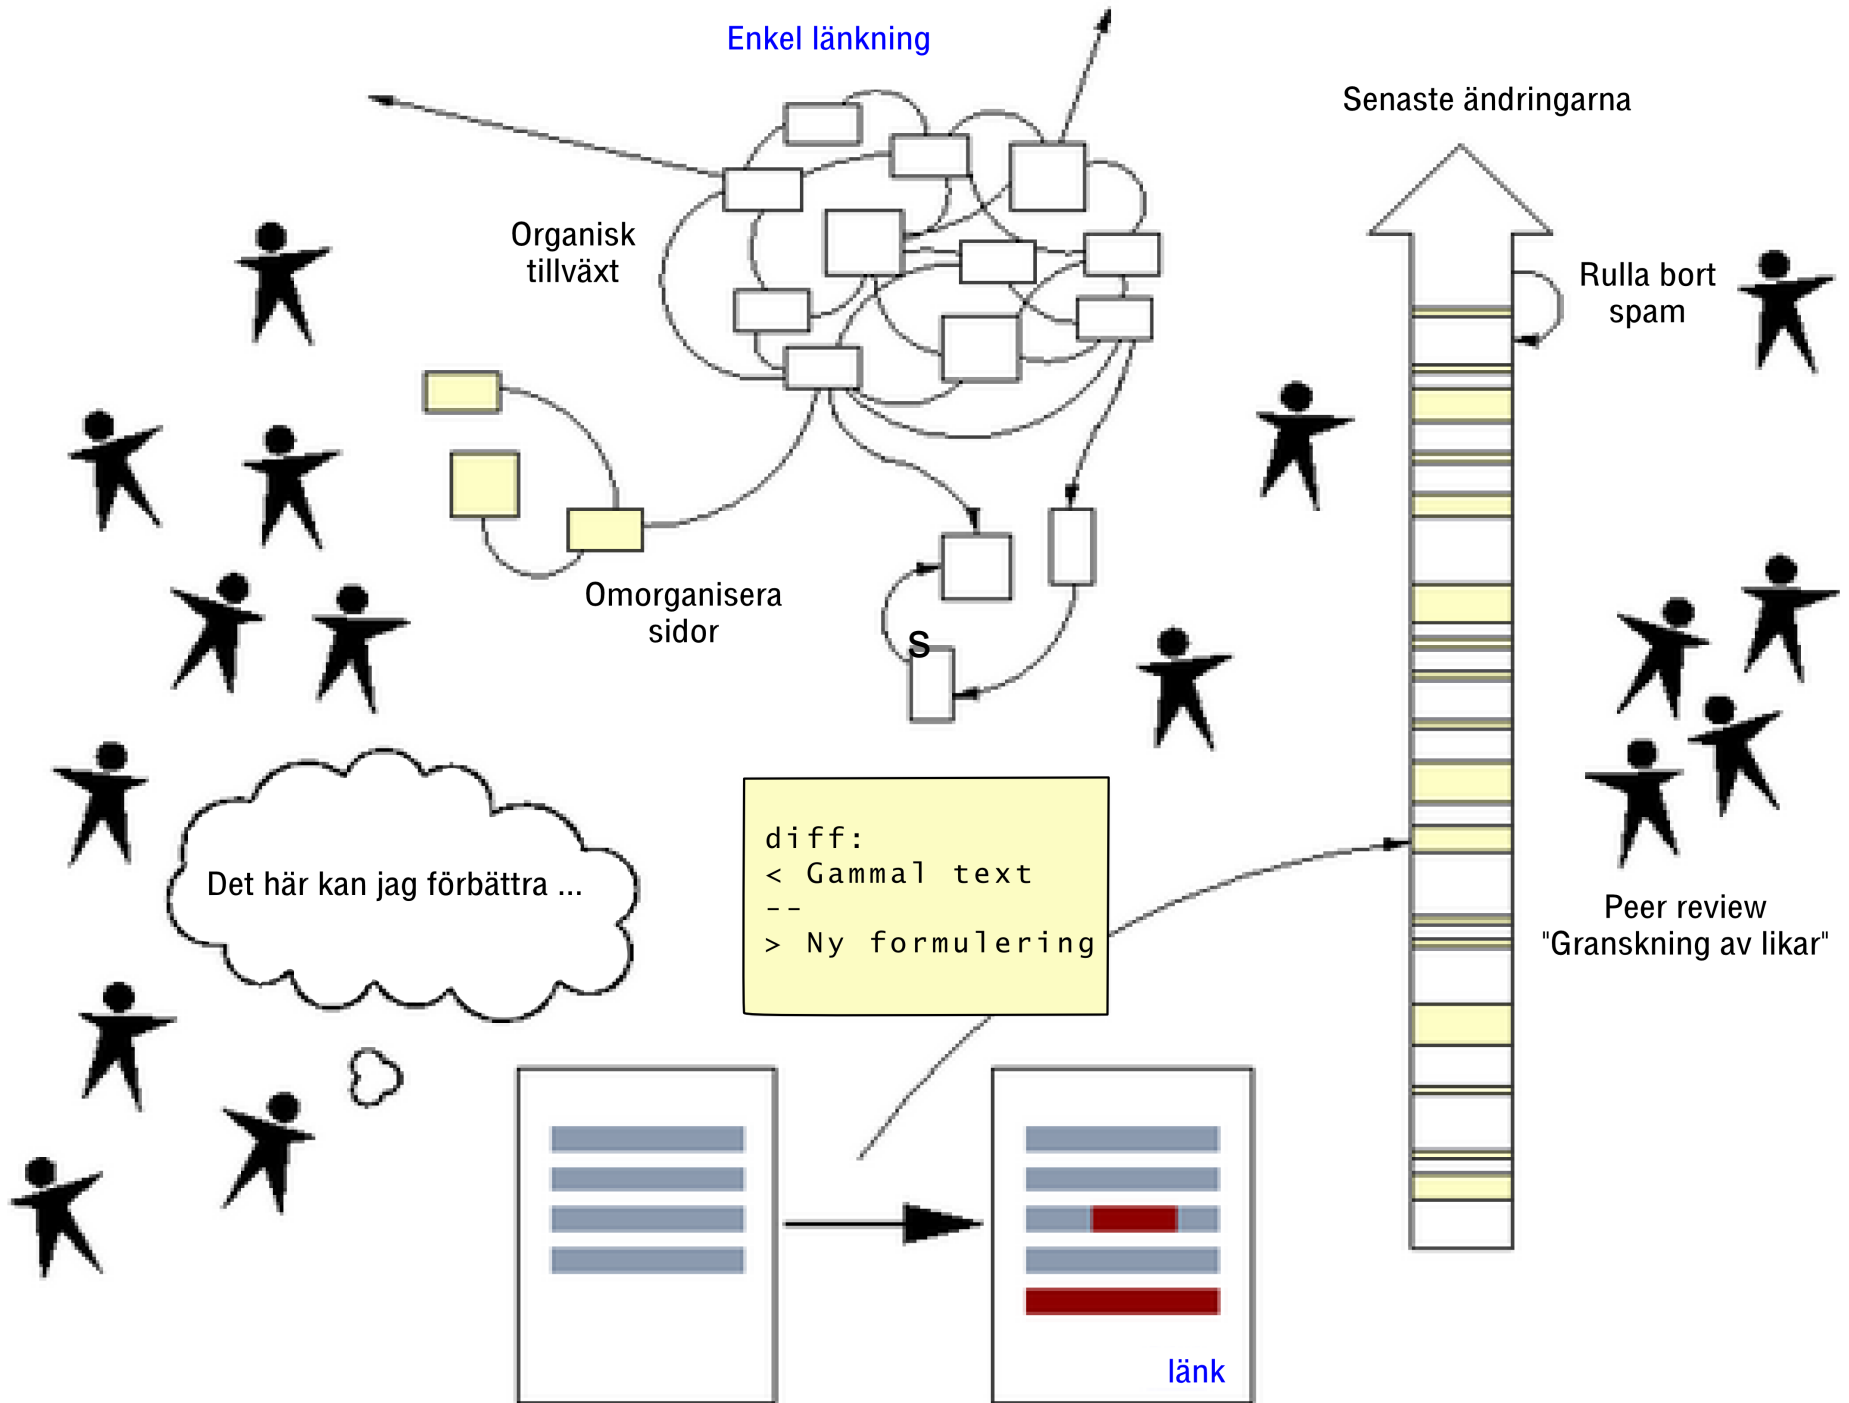 Enkel länkning
Senaste ändringarna
Organisk
tillväxt
Rulla bort
spam
Omorganisera
sidor
S
Det här kan jag förbättra ...
diff:
< Gammal text
--
> Ny formulering
Peer review
"Granskning av likar"
länk